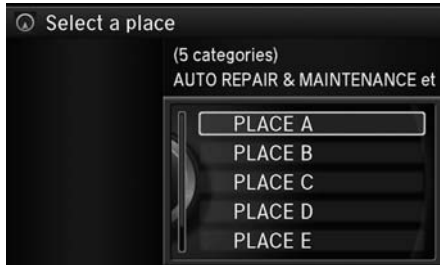 Select a place
(5 categories)
AUTO REPAIR & MAINTENANCE et
PLACE A
PLACE B
PLACE C
PLACE D
PLACE E